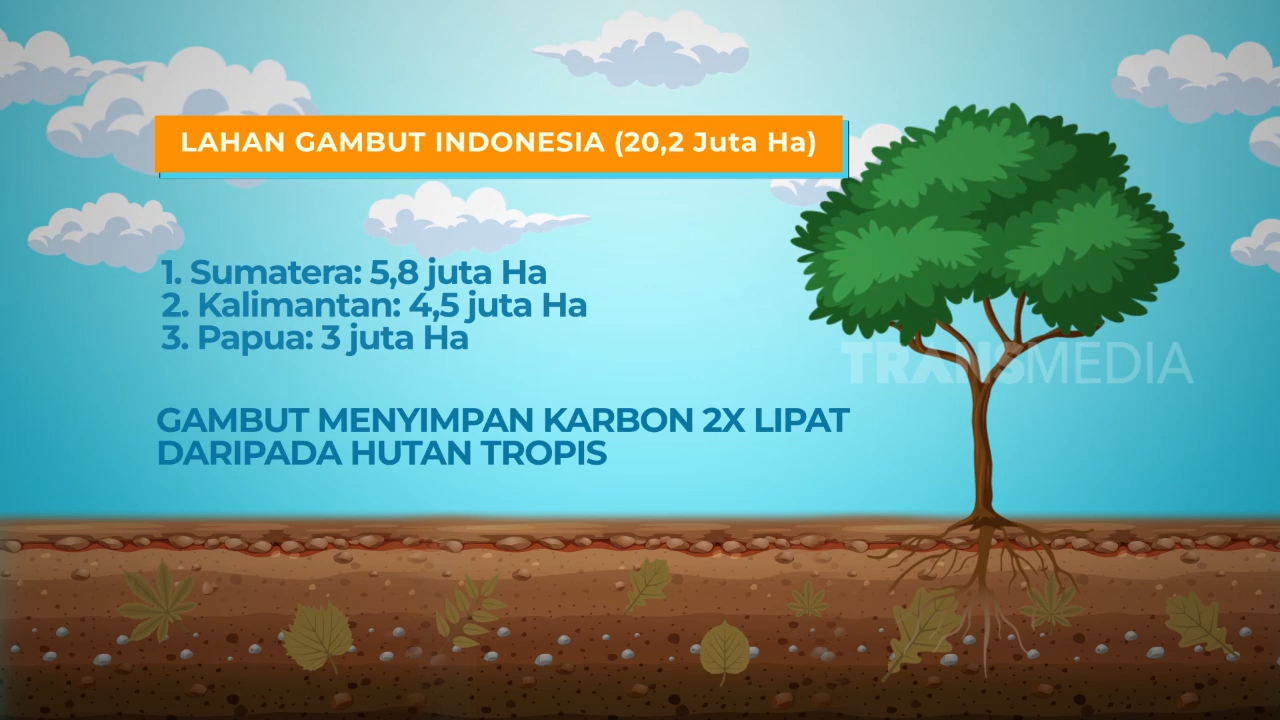 LAHAN GAMBUT INDONESIA (20,2 Juta Ha)
1. Sumatera: 5,8 juta Ha
2. Kalimantan: 4,5 juta Ha
3. Papua: 3 juta Ha
GAMBUT MENYIMPAN KARBON 2X LIPAT
DARIPADA HUTAN TROPIS
TRANSMEDIA